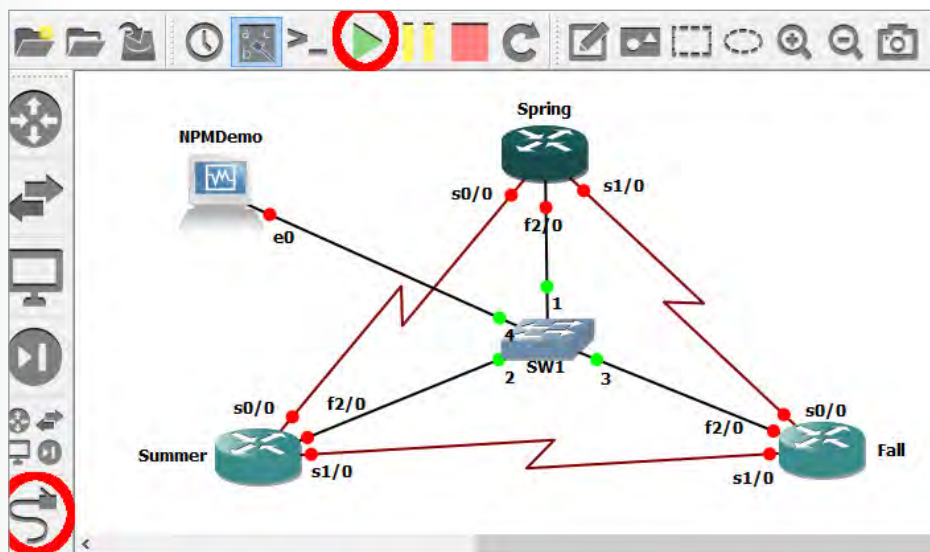 Spring
NPMDemo
s0/0
s1/0
f2/0
e0
1
4
SW1
2
3
s0/0
f2/0
s0/0
f2/0
Summer
Fall
s1/0
s1/0